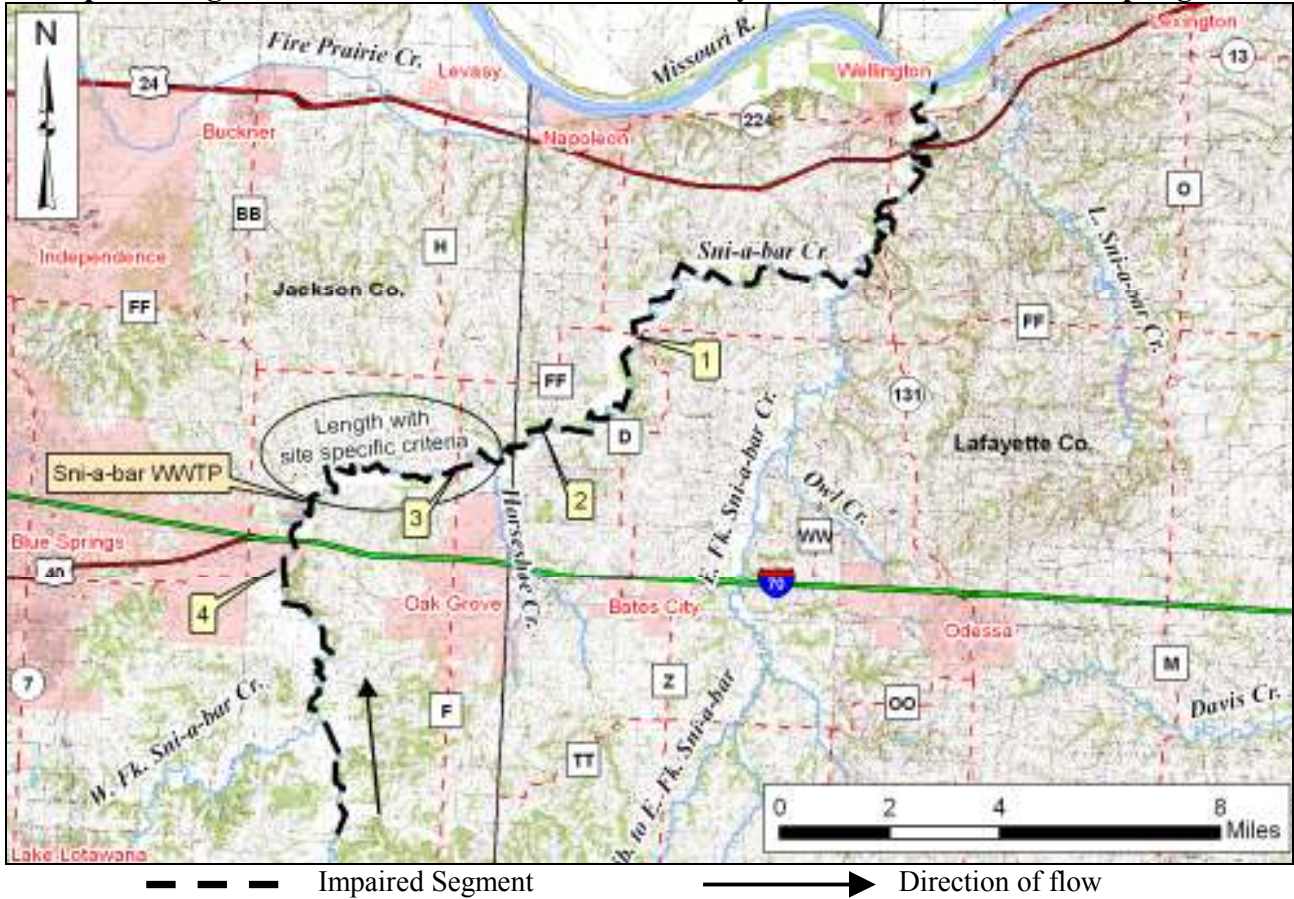 N
Fire Prairie Cr.
Missouri R.
Lexington
13
24
Levasy
Wellington
Buckner
Napoleon
224
BB
H
O
Independence
Sni-a-bar Cr.
L. Sni-a-bar Cr.
FF
Jackson Co.
FF
1
FF
131
Length with
site specific criteria
D
E. Fk. Sni-a-bar Cr.
Lafayette Co.
Sni-a-bar WWTP
3
2
Owl Cr.
Horseshoe Cr.
WW
Blue Springs
40
70
4
Oak Grove
Bates City
Odessa
7
W. Fk. Sni-a-bar Cr.
F
Z
M
OO
Davis Cr.
TT
to E. Fk. Sni-a-bar
0 2 4 8
Miles
Lake Lotawana
Impaired Segment
Direction of flow